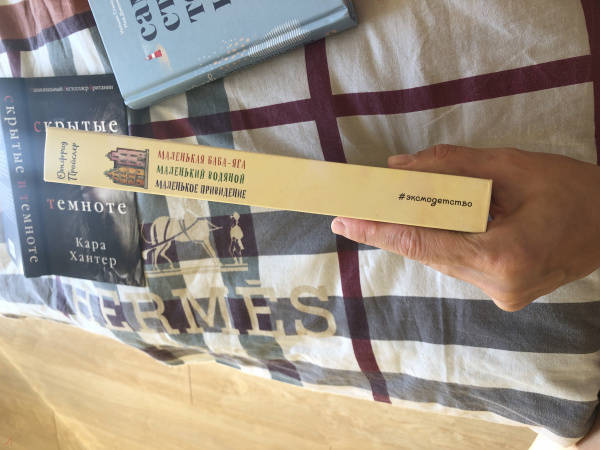 Отфрид
Пройслер
МАЛЕНЬКАЯ БАБА-ЯГА
МАЛЕНЬКИЙ ВОДЯНОЙ
МАЛЕНЬКОЕ ПРИВИДЕНИЕ
#эксмодетство
скрытые
темноте
Кара
Хантер
скрытые в темноте
HERMÈS